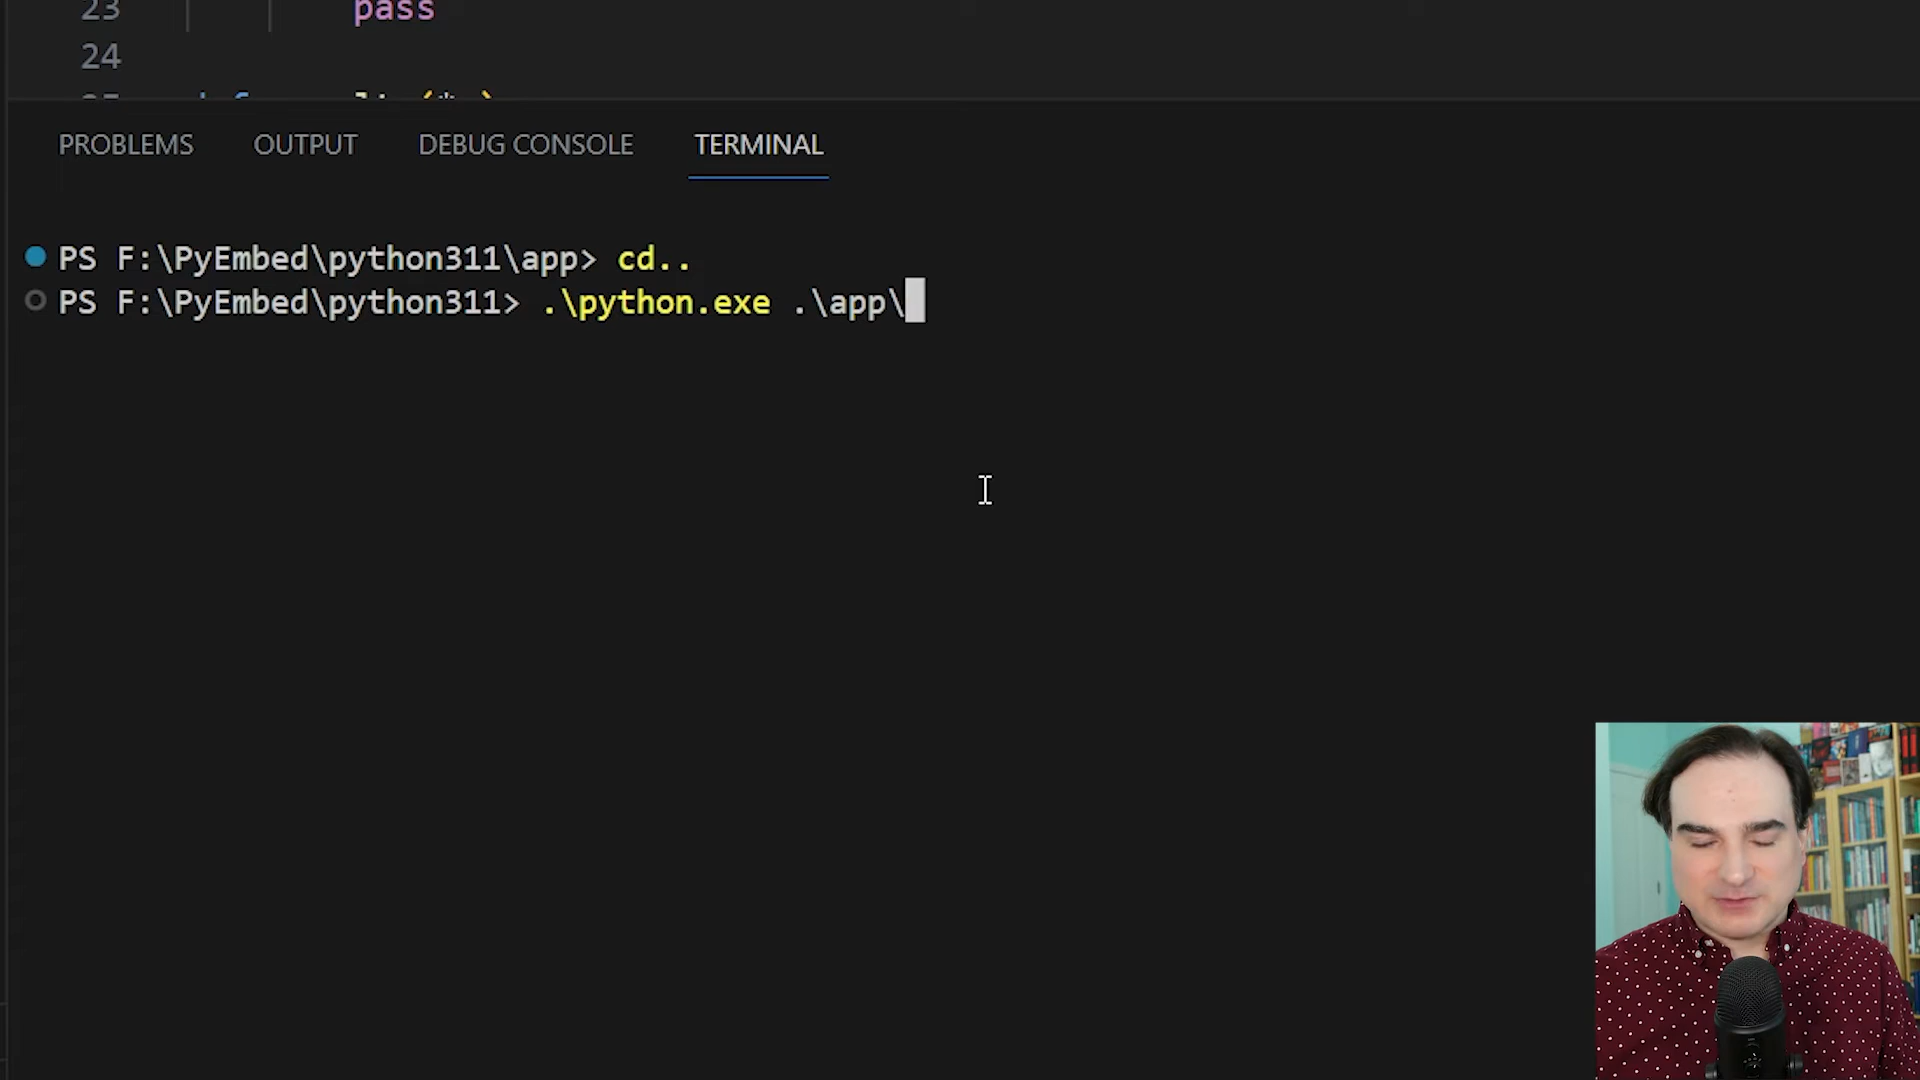 23 pass
24
PROBLEMS OUTPUT DEBUG CONSOLE TERMINAL
PS F:\PyEmbed\python311\app> cd..
PS F:\PyEmbed\python311> .\python.exe .\app\